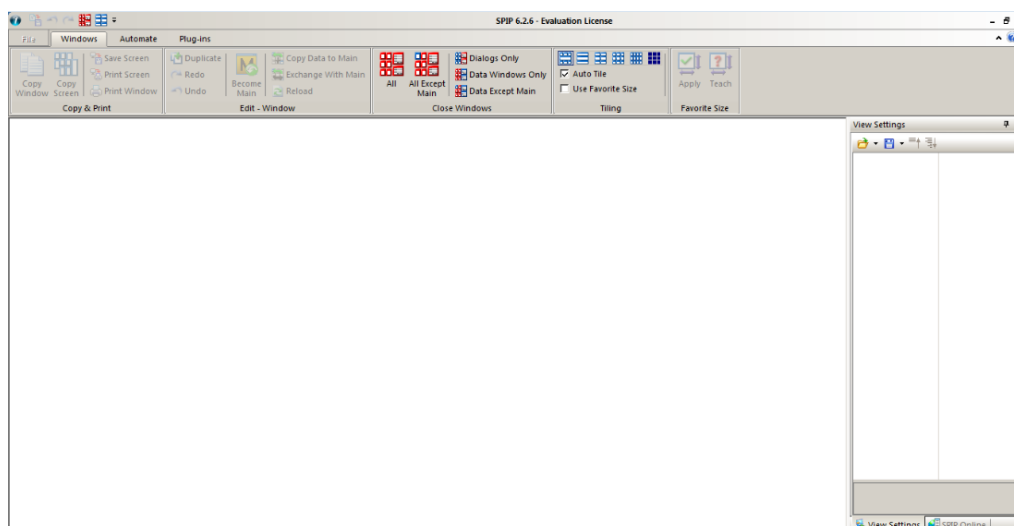 SPIP 6.2.6 - Evaluation License
File Windows Automate Plug-ins
Copy Window
Copy Screen
Save Screen
Print Screen
Print Window
Copy & Print
Duplicate
Redo
Undo
Become Main
Copy Data to Main
Exchange With Main
Reload
Edit - Window
All
All Except Main
Dialogs Only
Data Windows Only
Data Except Main
Close Windows
Auto Tile
Use Favorite Size
Tiling
Apply
Teach
Favorite Size
View Settings
View Settings SPIP Online